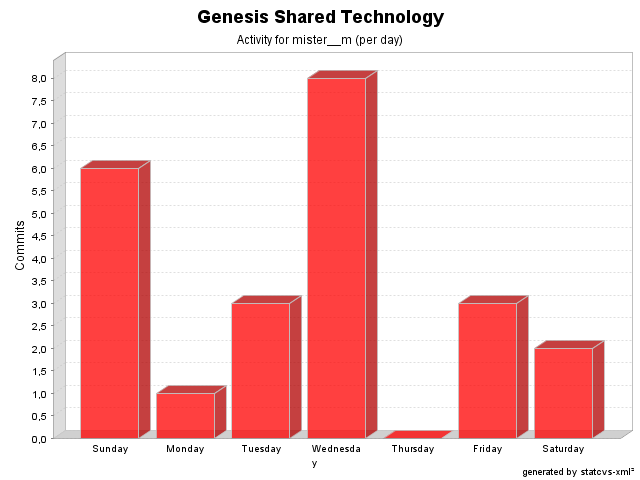 Genesis Shared Technology
Activity for mister__m (per day)
Commits
8,0
7,5
7,0
6,5
6,0
5,5
5,0
4,5
4,0
3,5
3,0
2,5
2,0
1,5
1,0
0,5
0,0
Sunday Monday Tuesday Wednesda Thursday Friday Saturday
y
generated by statcvs-xml²